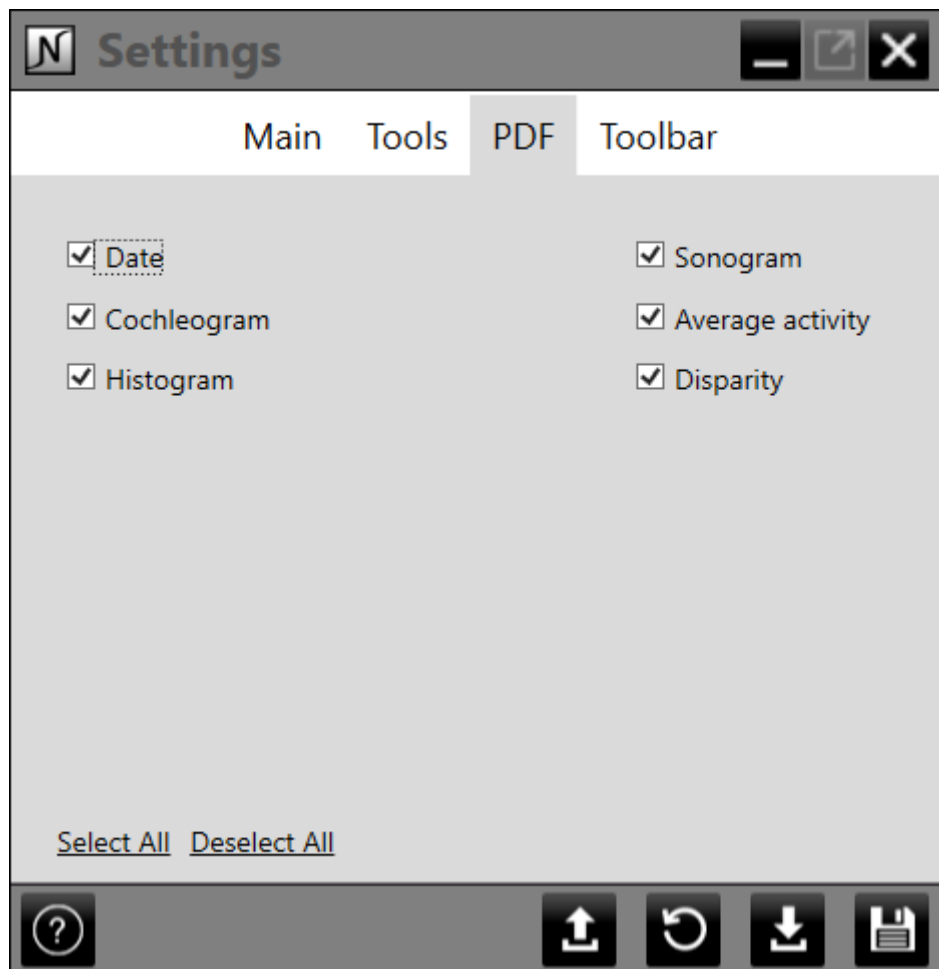 N Settings
Main Tools PDF Toolbar
Date Sonogram
Cochleogram Average activity
Histogram Disparity
Select All Deselect All
?